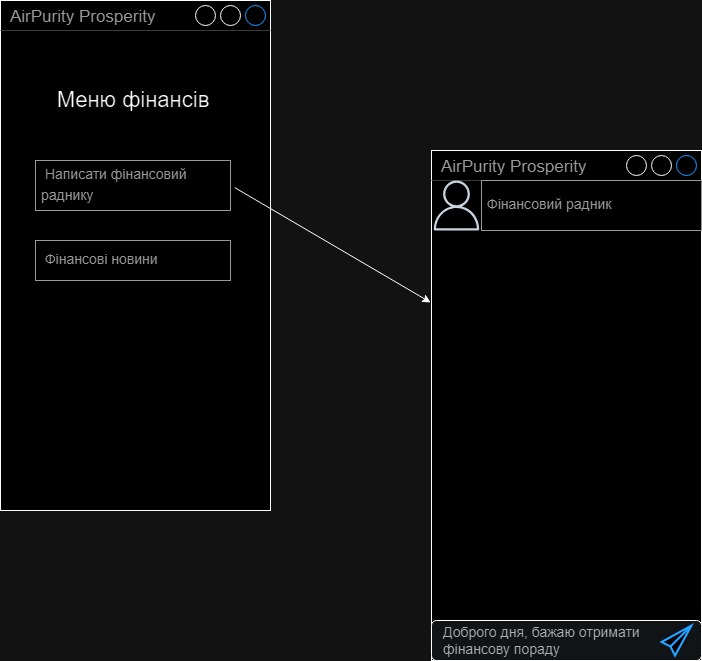 AirPurity Prosperity
Меню фінансів
Написати фінансовий
раднику
Фінансові новини
AirPurity Prosperity
Фінансовий радник
Доброго дня, бажаю отримати
фінансову пораду